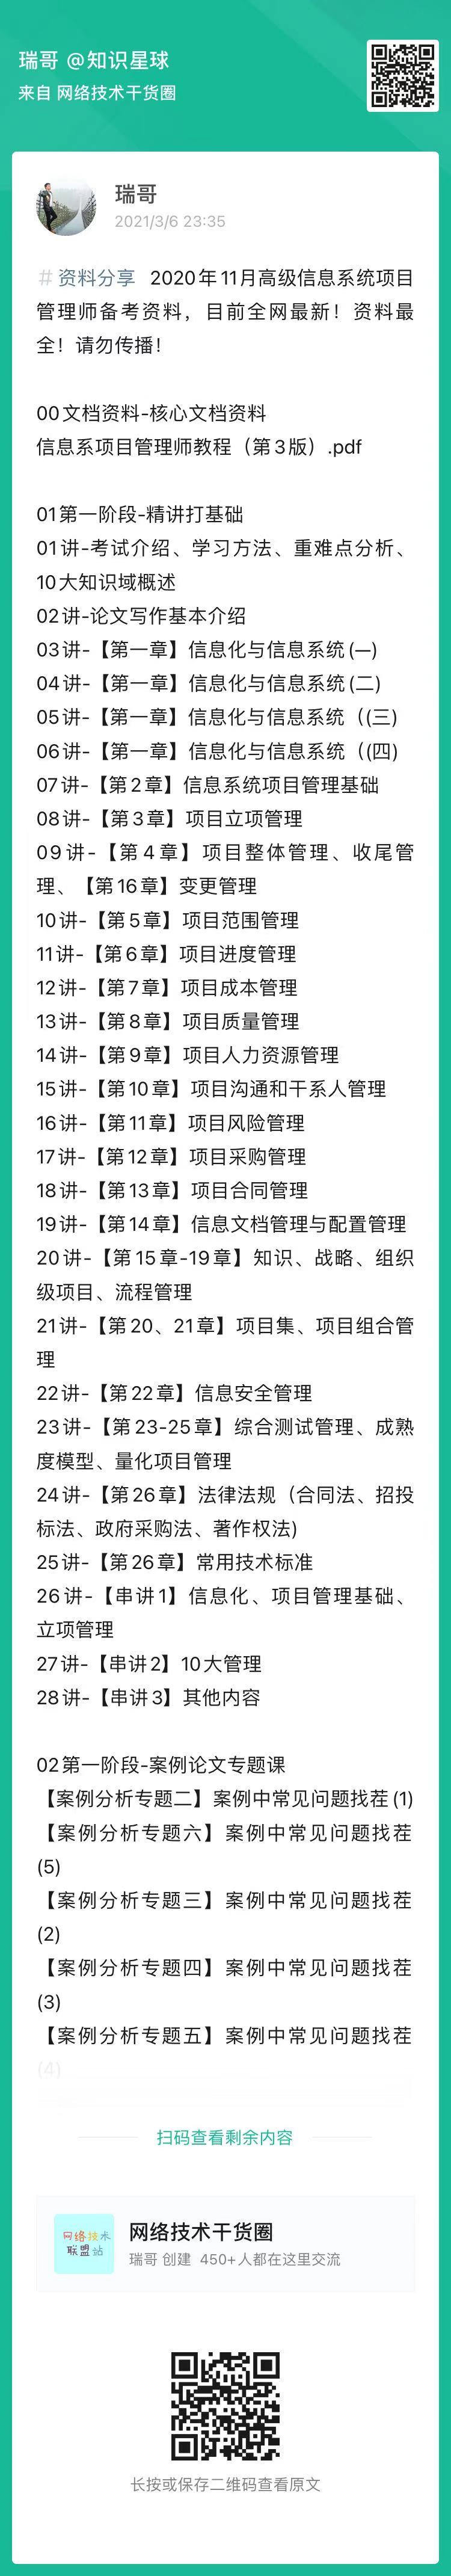 瑞哥 @知识星球
来自 网络技术干货圈
瑞哥
2021/3/6 23:35
#资料分享 2020年11月高级信息系统项目
管理师备考资料，目前全网最新！资料最
全！请勿传播！
00文档资料-核心文档资料
信息系项目管理师教程（第3版）.pdf
01第一阶段-精讲打基础
01讲-考试介绍、学习方法、重难点分析、
10大知识域概述
02讲-论文写作基本介绍
03讲-【第一章】信息化与信息系统(一)
04讲-【第一章】信息化与信息系统(二)
05讲-【第一章】信息化与信息系统（(三)
06讲-【第一章】信息化与信息系统（(四)
07讲-【第2章】信息系统项目管理基础
08讲-【第3章】项目立项管理
09讲-【第4章】项目整体管理、收尾管
理、【第16章】变更管理
10讲-【第5章】项目范围管理
11讲-【第6章】项目进度管理
12讲-【第7章】项目成本管理
13讲-【第8章】项目质量管理
14讲-【第9章】项目人力资源管理
15讲-【第10章】项目沟通和干系人管理
16讲-【第11章】项目风险管理
17讲-【第12章】项目采购管理
18讲-【第13章】项目合同管理
19讲-【第14章】信息文档管理与配置管理
20讲-【第15章-19章】知识、战略、组织
级项目、流程管理
21讲-【第20、21章】项目集、项目组合管
理
22讲-【第22章】信息安全管理
23讲-【第23-25章】综合测试管理、成熟
度模型、量化项目管理
24讲-【第26章】法律法规（合同法、招投
标法、政府采购法、著作权法)
25讲-【第26章】常用技术标准
26讲-【串讲1】信息化、项目管理基础、
立项管理
27讲-【串讲2】10大管理
28讲-【串讲3】其他内容
02第一阶段-案例论文专题课
【案例分析专题二】案例中常见问题找茬(1)
【案例分析专题六】案例中常见问题找茬
(5)
【案例分析专题三】案例中常见问题找茬
(2)
【案例分析专题四】案例中常见问题找茬
(3)
【案例分析专题五】案例中常见问题找茬
(4)
扫码查看剩余内容
网络技术
联盟站
网络技术干货圈
瑞哥 创建 450+人都在这里交流
长按或保存二维码查看原文